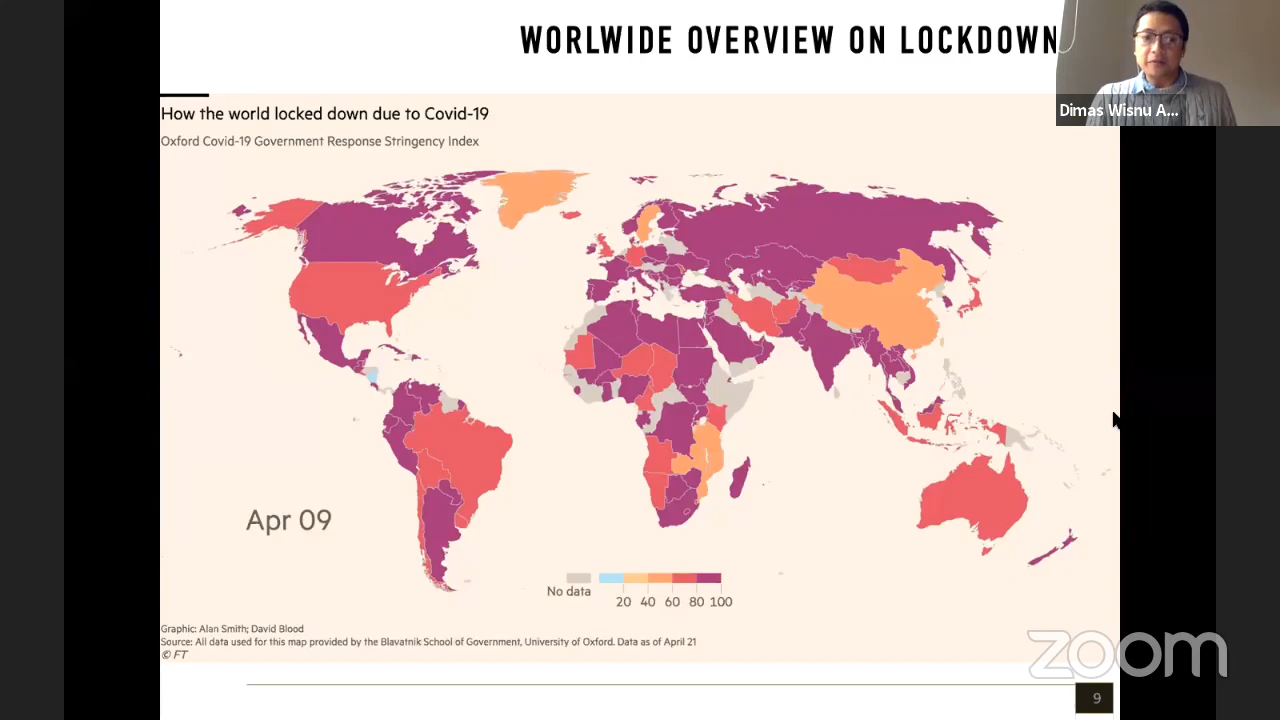 WORLWIDE OVERVIEW ON LOCKDOWN
Dimas Wisnu A...
How the world locked down due to Covid-19
Oxford Covid-19 Government Response Stringency Index
Apr 09
No data
20 40 60 80 100
Graphic: Alan Smith; David Blood
Source: All data used for this map provided by the Blavatnik School of Government, University of Oxford. Data as of April 21
© FT
zoom
9